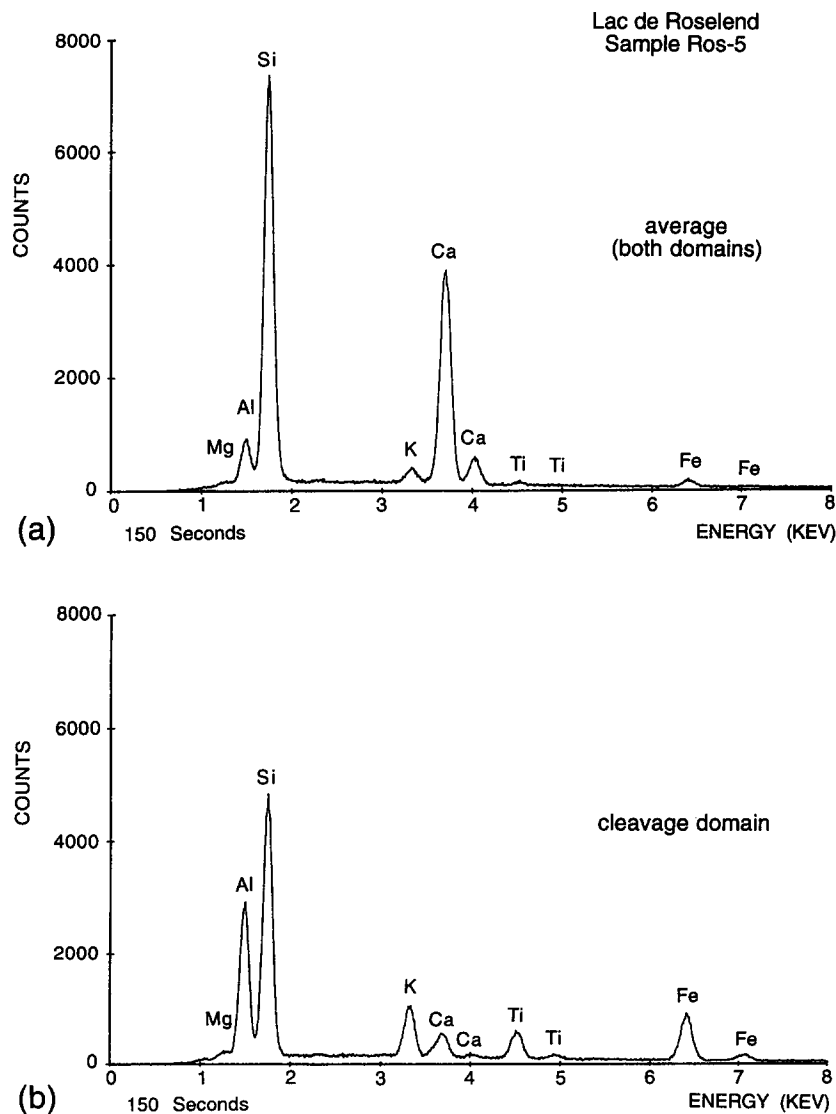 Lac de Roselend
Sample Ros-5
8000
6000
4000
2000
0
COUNTS
Si
Al
Mg
K
Ca
Ca
Ti
Ti
Fe
Fe
average
(both domains)
0 1 2 3 4 5 6 7 8
(a)
150 Seconds
ENERGY (KEV)
8000
6000
4000
2000
0
COUNTS
Si
Al
Mg
K
Ca
Ca
Ti
Ti
Fe
Fe
cleavage domain
0 1 2 3 4 5 6 7 8
(b)
150 Seconds
ENERGY (KEV)